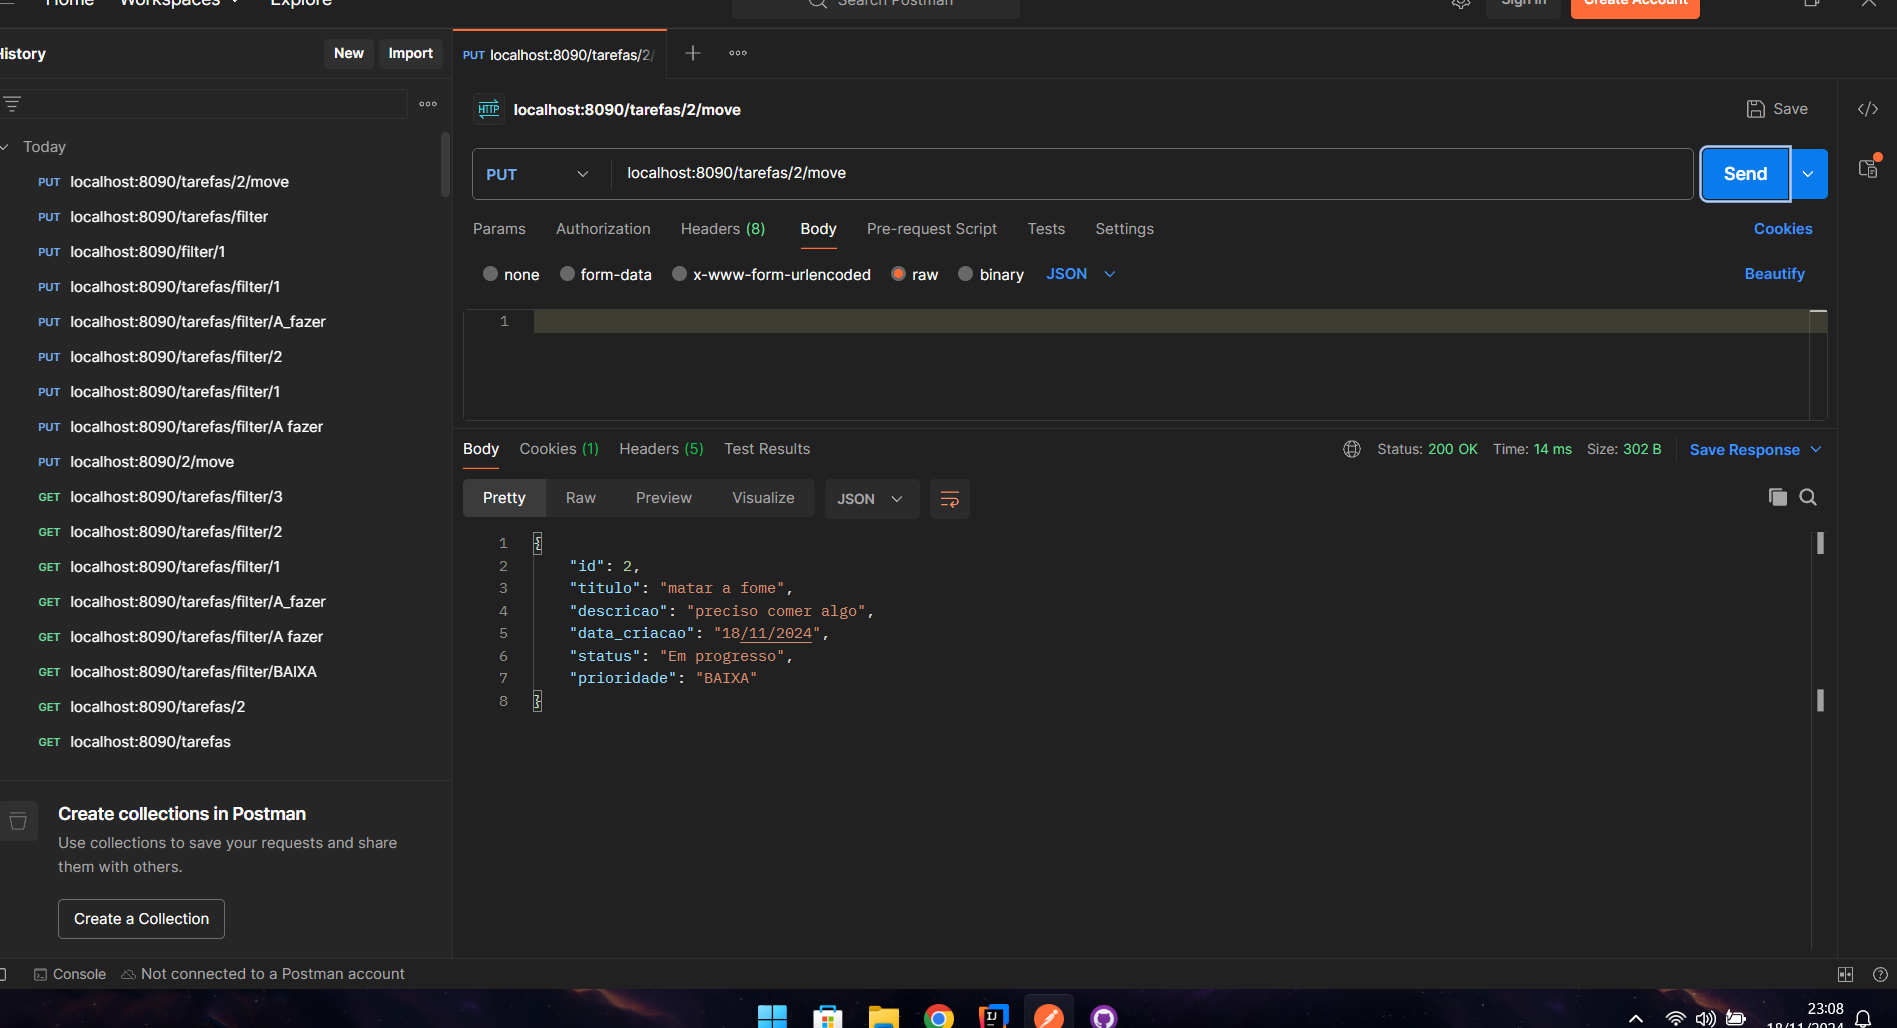 Home Workspaces Explore Search Postman Sign in Create Account
History New Import
PUT localhost:8090/tarefas/2/
Today
PUT localhost:8090/tarefas/2/move
PUT localhost:8090/tarefas/filter
PUT localhost:8090/filter/1
PUT localhost:8090/tarefas/filter/1
PUT localhost:8090/tarefas/filter/A_fazer
PUT localhost:8090/tarefas/filter/2
PUT localhost:8090/tarefas/filter/1
PUT localhost:8090/tarefas/filter/A fazer
PUT localhost:8090/2/move
GET localhost:8090/tarefas/filter/3
GET localhost:8090/tarefas/filter/2
GET localhost:8090/tarefas/filter/1
GET localhost:8090/tarefas/filter/A_fazer
GET localhost:8090/tarefas/filter/A fazer
GET localhost:8090/tarefas/filter/BAIXA
GET localhost:8090/tarefas/2
GET localhost:8090/tarefas
Create collections in Postman
Use collections to save your requests and share
them with others.
Create a Collection
HTTP localhost:8090/tarefas/2/move Save </>
PUT localhost:8090/tarefas/2/move Send
Params Authorization Headers (8) Body Pre-request Script Tests Settings Cookies
none form-data x-www-form-urlencoded raw binary JSON Beautify
1
Body Cookies (1) Headers (5) Test Results Status: 200 OK Time: 14 ms Size: 302 B Save Response
Pretty Raw Preview Visualize JSON
1 {
2 "id": 2,
3 "titulo": "matar a fome",
4 "descricao": "preciso comer algo",
5 "data_criacao": "18/11/2024",
6 "status": "Em progresso",
7 "prioridade": "BAIXA"
8 }
Console Not connected to a Postman account
IJ
23:08
18/11/2024